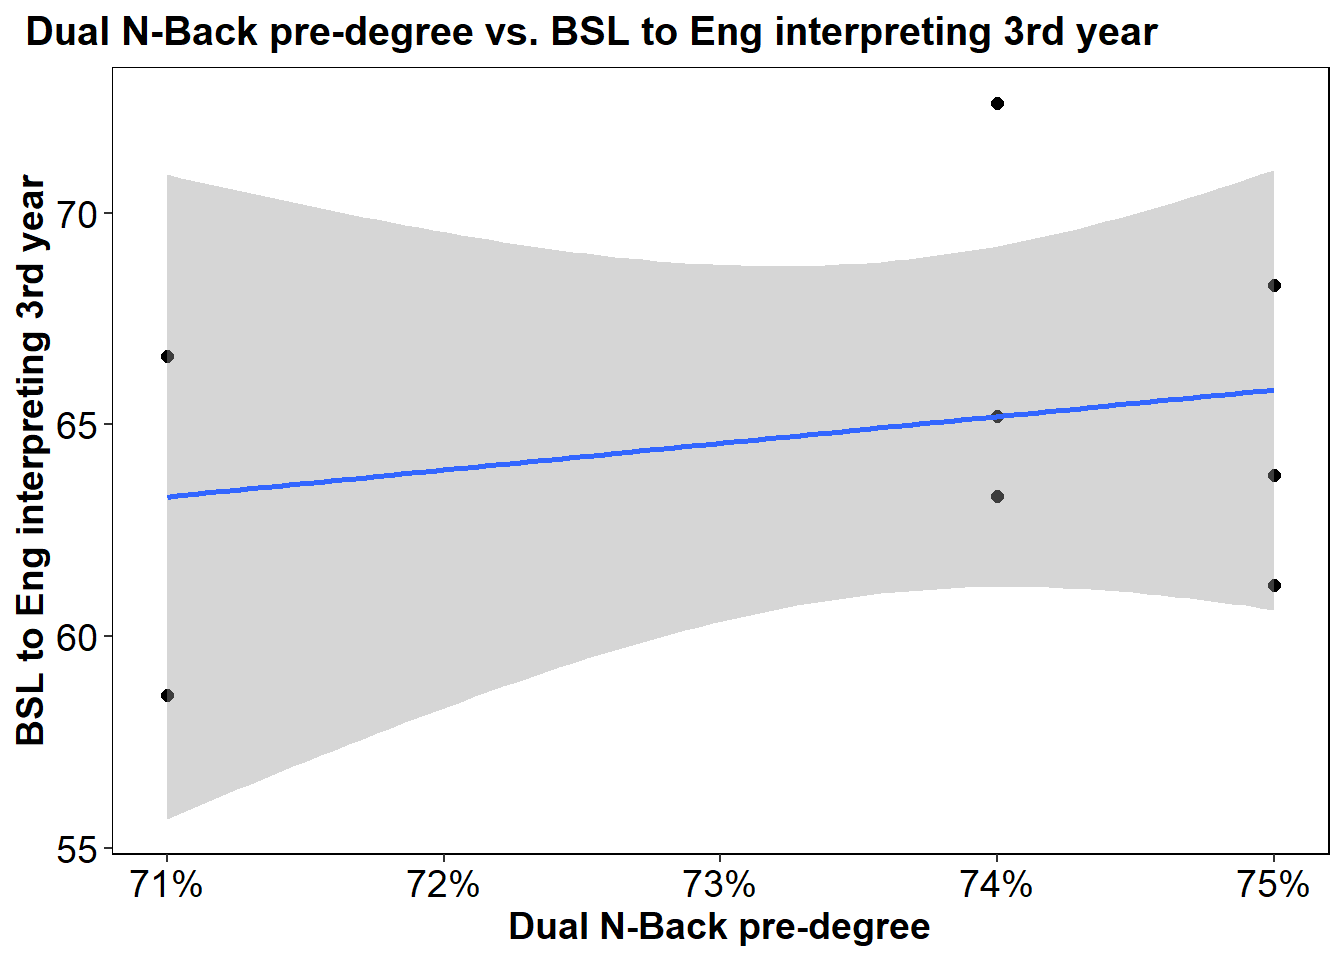 Dual N-Back pre-degree vs. BSL to Eng interpreting 3rd year
BSL to Eng interpreting 3rd year
70
65
60
55
71% 72% 73% 74% 75%
Dual N-Back pre-degree